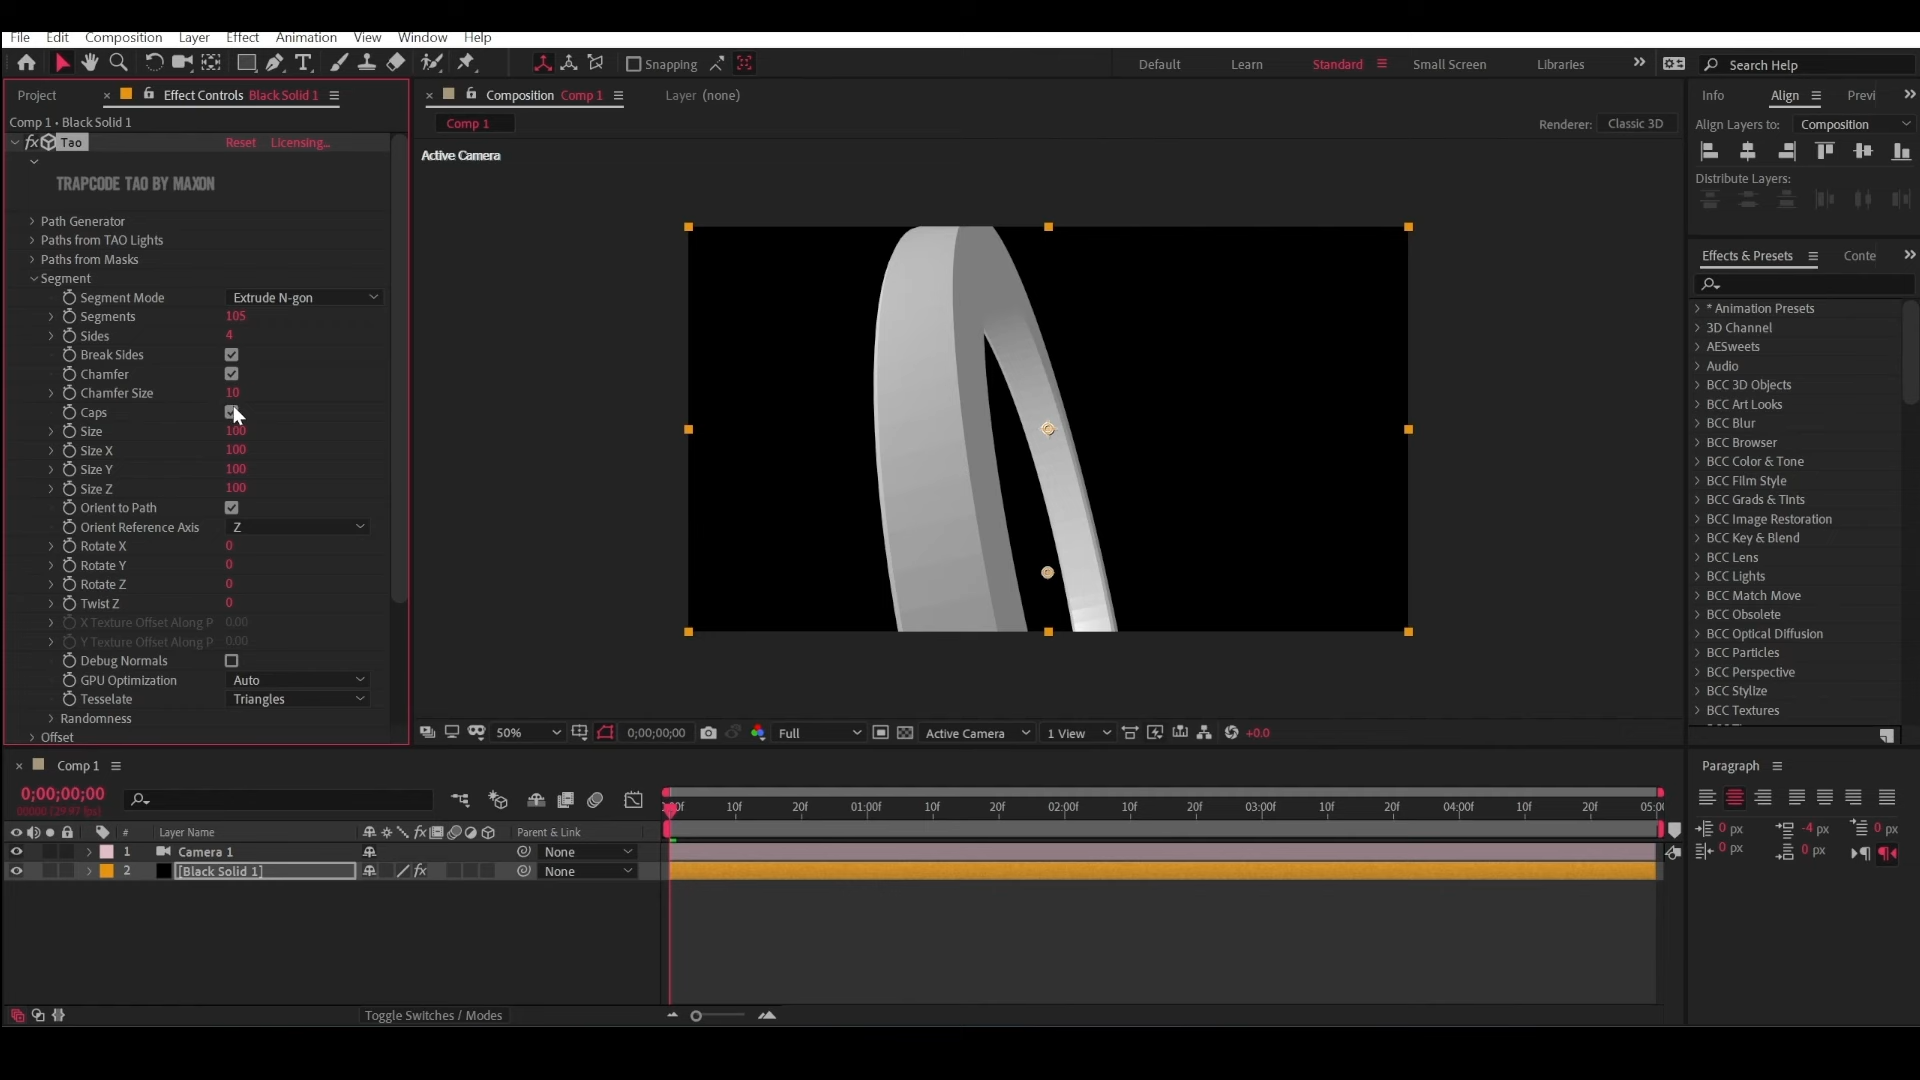 File Edit Composition Layer Effect Animation View Window Help
Snapping Default Learn Standard Small Screen Libraries Search Help
Project Effect Controls Black Solid 1 Composition Comp 1 Layer (none) Info Align Previ
Comp 1 • Black Solid 1 Comp 1 Renderer: Classic 3D Align Layers to: Composition
fx Tao Reset Licensing...
Active Camera
Distribute Layers:
TRAPCODE TAO BY MAXON
Path Generator
Paths from TAO Lights
Paths from Masks Effects & Presets Conte
Segment
Segment Mode Extrude N-gon
Segments 105
Sides 4
Break Sides
Chamfer
Chamfer Size 10
Caps
Size 100
Size X 100
Size Y 100
Size Z 100
Orient to Path
Orient Reference Axis Z
Rotate X 0
Rotate Y 0
Rotate Z 0
Twist Z 0
X Texture Offset Along P 0.00
Y Texture Offset Along P 0.00
Debug Normals
GPU Optimization Auto
Tesselate Triangles
Randomness
Offset
* Animation Presets
3D Channel
AESweets
Audio
BCC 3D Objects
BCC Art Looks
BCC Blur
BCC Browser
BCC Color & Tone
BCC Film Style
BCC Grads & Tints
BCC Image Restoration
BCC Key & Blend
BCC Lens
BCC Lights
BCC Match Move
BCC Obsolete
BCC Optical Diffusion
BCC Particles
BCC Perspective
BCC Stylize
BCC Textures
50% 0;00;00;00 Full Active Camera 1 View +0.0
Comp 1 Paragraph
0;00;00;00
00000 (29.97 fps)
10f 20f 01:00f 10f 20f 02:00f 10f 20f 03:00f 10f 20f 04:00f 10f 20f
# Layer Name fx Parent & Link 0 px -4 px 0 px
1 Camera 1 None 0 px 0 px
2 [Black Solid 1] fx None
Toggle Switches / Modes